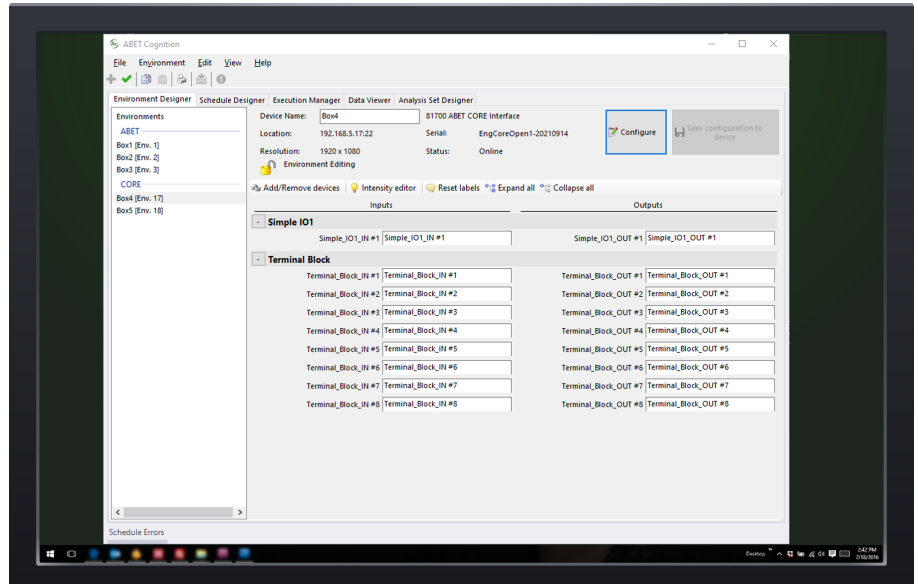 ABET Cognition
File Environment Edit View Help
Environment Designer Schedule Designer Execution Manager Data Viewer Analysis Set Designer
Environments
ABET
Box1 [Env. 1]
Box2 [Env. 2]
Box3 [Env. 3]
CORE
Box4 [Env. 17]
Box5 [Env. 18]
Device Name: Box4 81700 ABET CORE Interface
Location: 192.168.5.17:22 Serial: EngCoreOpen1-20210914
Resolution: 1920 x 1080 Status: Online
Environment Editing
Configure
Save configuration to
device
Add/Remove devices Intensity editor Reset labels Expand all Collapse all
Inputs Outputs
- Simple IO1
Simple_IO1_IN #1 Simple_IO1_IN #1 Simple_IO1_OUT #1 Simple_IO1_OUT #1
- Terminal Block
Terminal_Block_IN #1 Terminal_Block_IN #1 Terminal_Block_OUT #1 Terminal_Block_OUT #1
Terminal_Block_IN #2 Terminal_Block_IN #2 Terminal_Block_OUT #2 Terminal_Block_OUT #2
Terminal_Block_IN #3 Terminal_Block_IN #3 Terminal_Block_OUT #3 Terminal_Block_OUT #3
Terminal_Block_IN #4 Terminal_Block_IN #4 Terminal_Block_OUT #4 Terminal_Block_OUT #4
Terminal_Block_IN #5 Terminal_Block_IN #5 Terminal_Block_OUT #5 Terminal_Block_OUT #5
Terminal_Block_IN #6 Terminal_Block_IN #6 Terminal_Block_OUT #6 Terminal_Block_OUT #6
Terminal_Block_IN #7 Terminal_Block_IN #7 Terminal_Block_OUT #7 Terminal_Block_OUT #7
Terminal_Block_IN #8 Terminal_Block_IN #8 Terminal_Block_OUT #8 Terminal_Block_OUT #8
Schedule Errors
Desktop 2:42 PM
7/18/2016